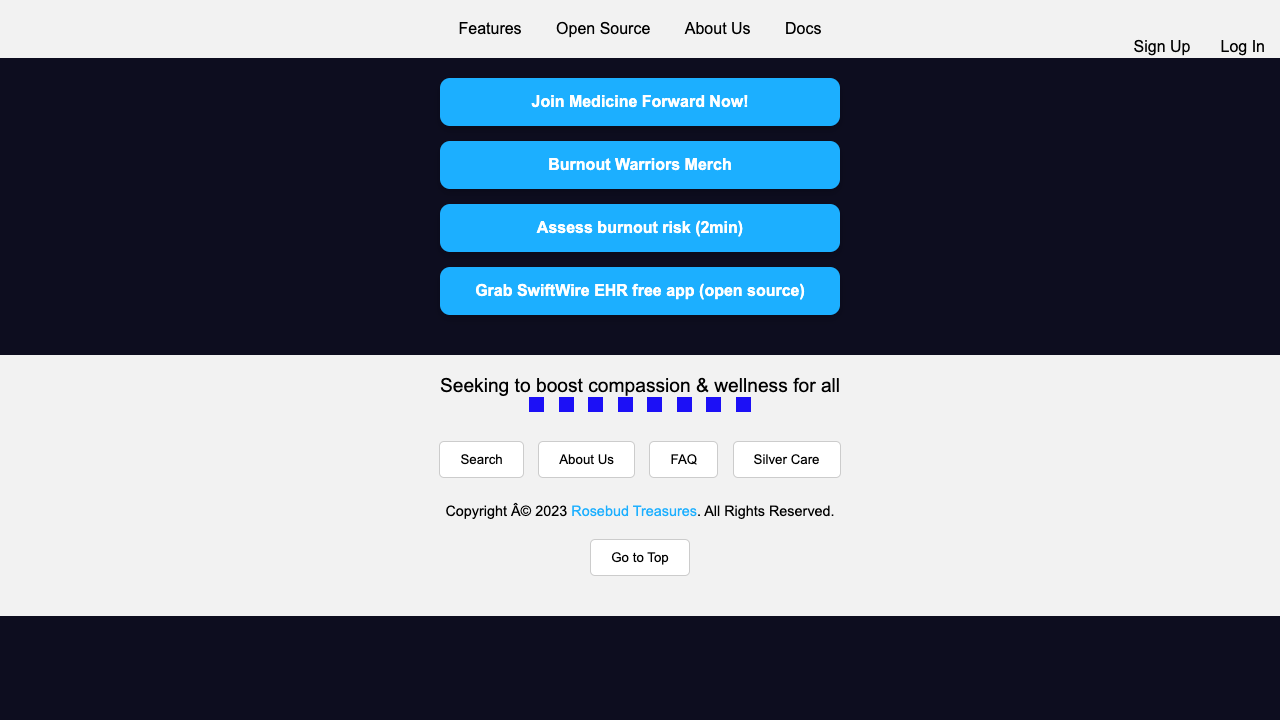 Features Open Source About Us Docs
Sign Up Log In
Join Medicine Forward Now!
Burnout Warriors Merch
Assess burnout risk (2min)
Grab SwiftWire EHR free app (open source)
Seeking to boost compassion & wellness for all
Search About Us FAQ Silver Care
Copyright Â© 2023 Rosebud Treasures. All Rights Reserved.
Go to Top